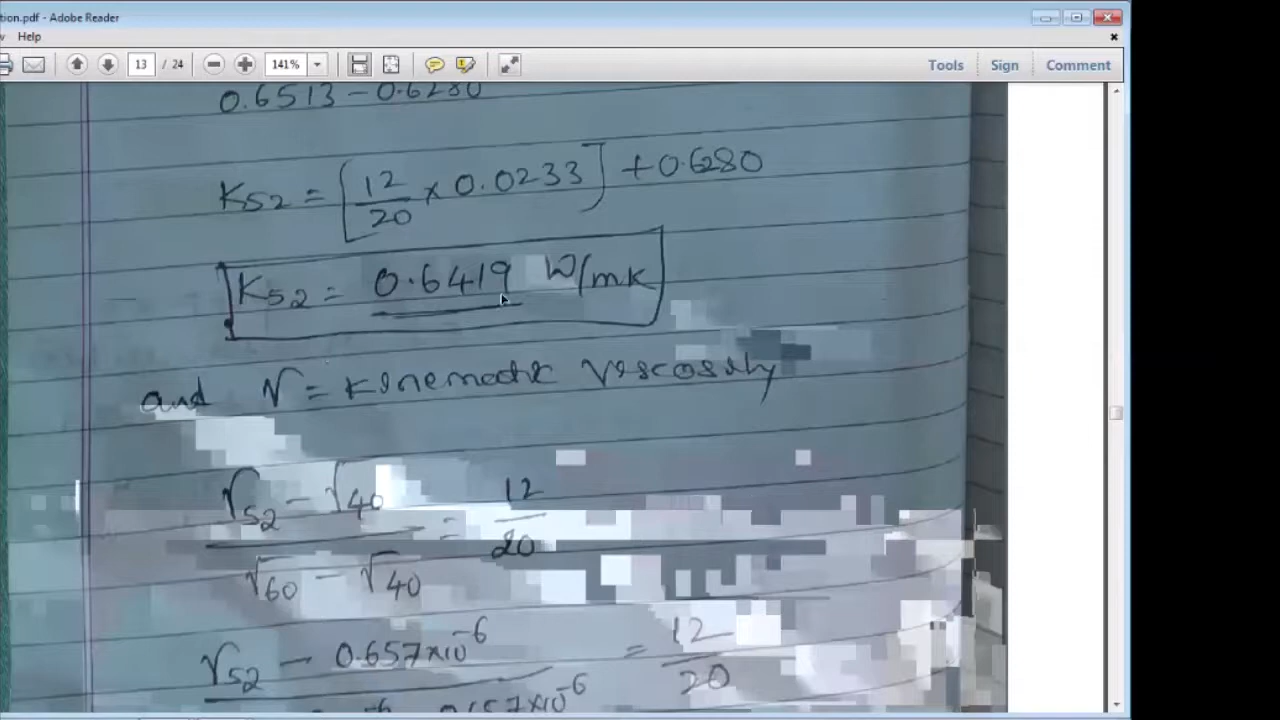 tion.pdf - Adobe Reader
Help
13 / 24 141% Tools Sign Comment
0.6513 - 0.6280
K52 = [12/20 × 0.0233] + 0.6280
K52 = 0.6419 W/mK
and ν = Kinematic Viscosity
ν52 - ν40 / ν60 - ν40 = 12/20
ν52 - 0.657×10^-6 = 12/20